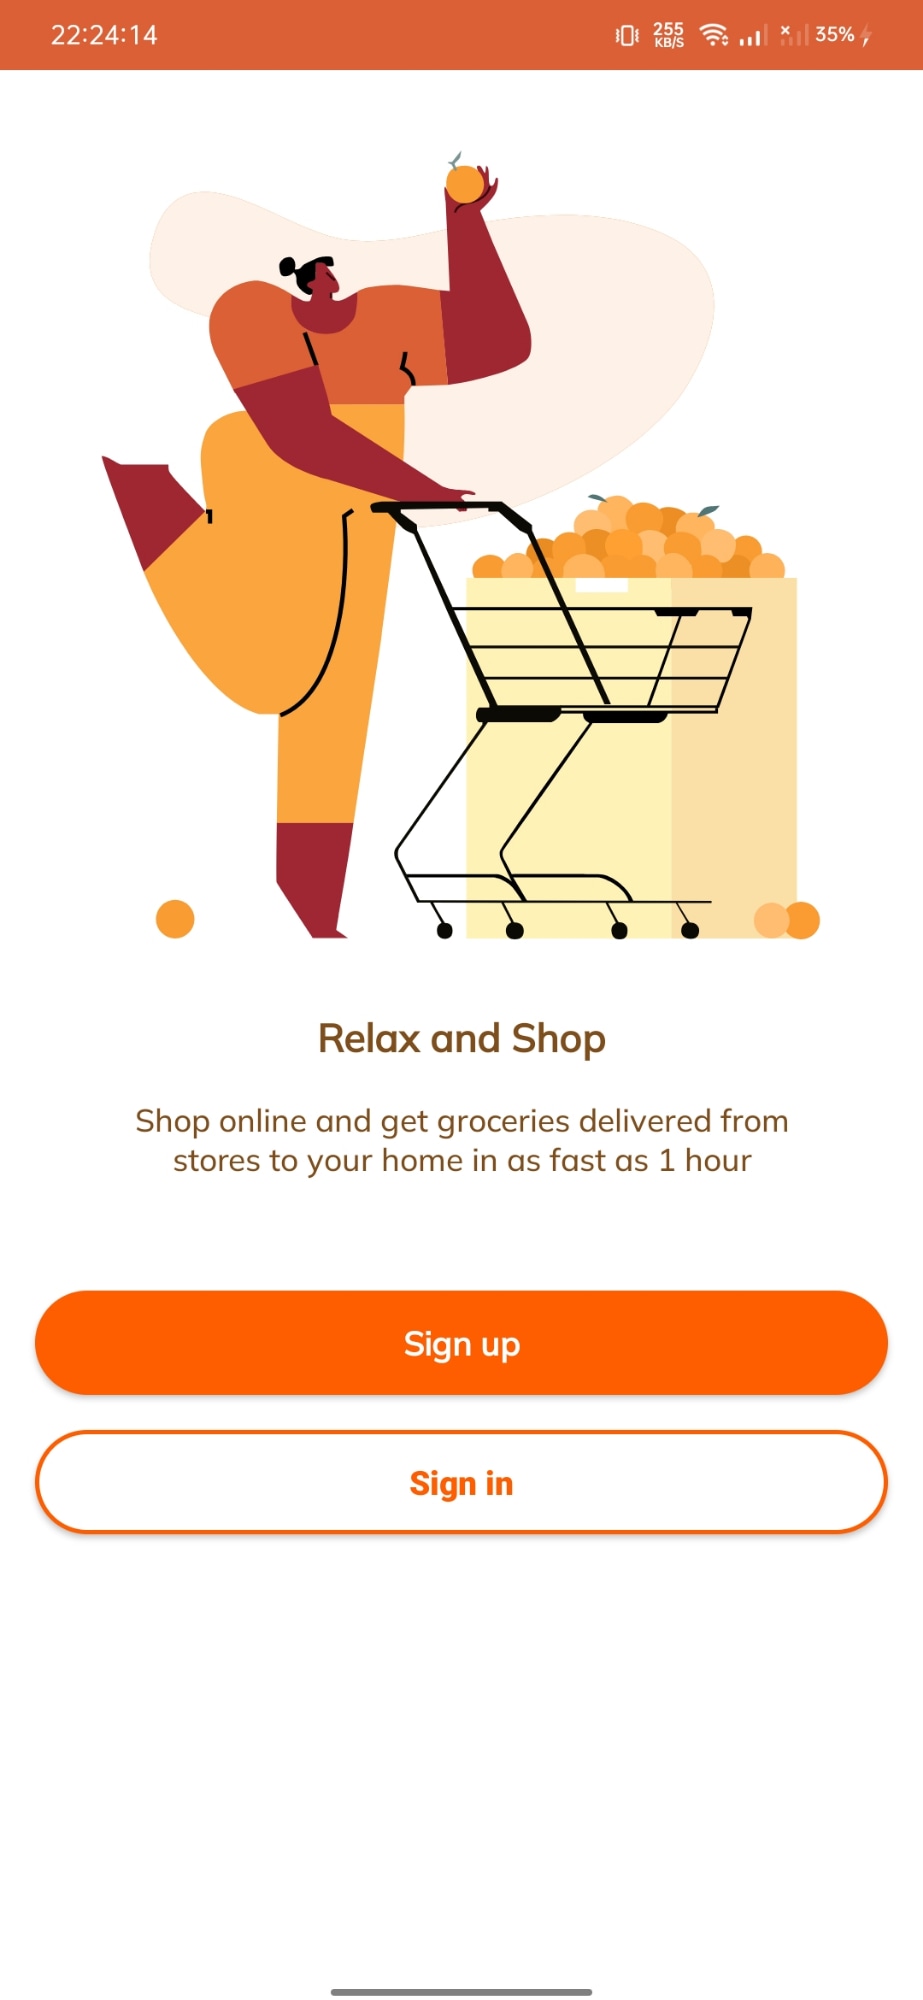 22:24:14
255
KB/S
35%
Relax and Shop
Shop online and get groceries delivered from
stores to your home in as fast as 1 hour
Sign up
Sign in